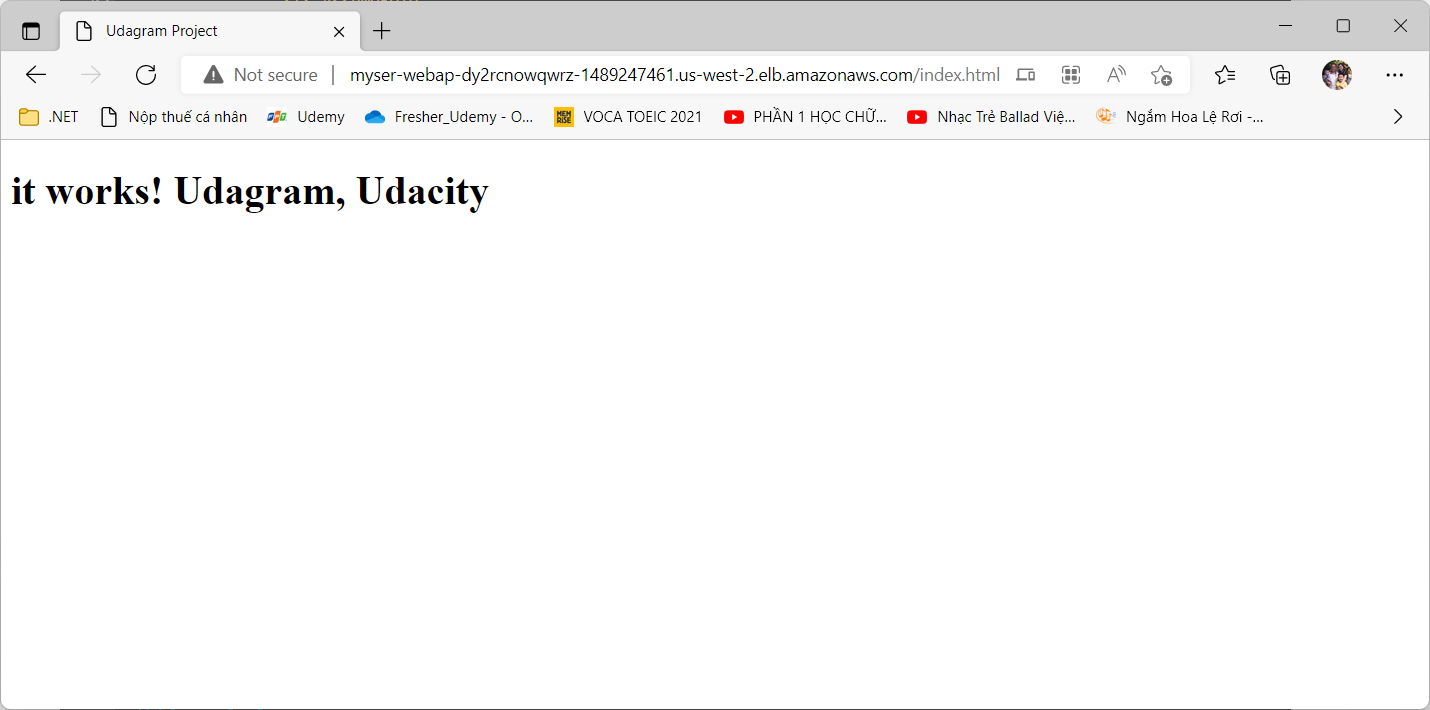 Udagram Project
Not secure | myser-webap-dy2rcnowqwrz-1489247461.us-west-2.elb.amazonaws.com/index.html
.NET Nộp thuế cá nhân Udemy Fresher_Udemy - O... VOCA TOEIC 2021 PHẦN 1 HỌC CHỮ... Nhạc Trẻ Ballad Việ... Ngắm Hoa Lệ Rơi -...
it works! Udagram, Udacity